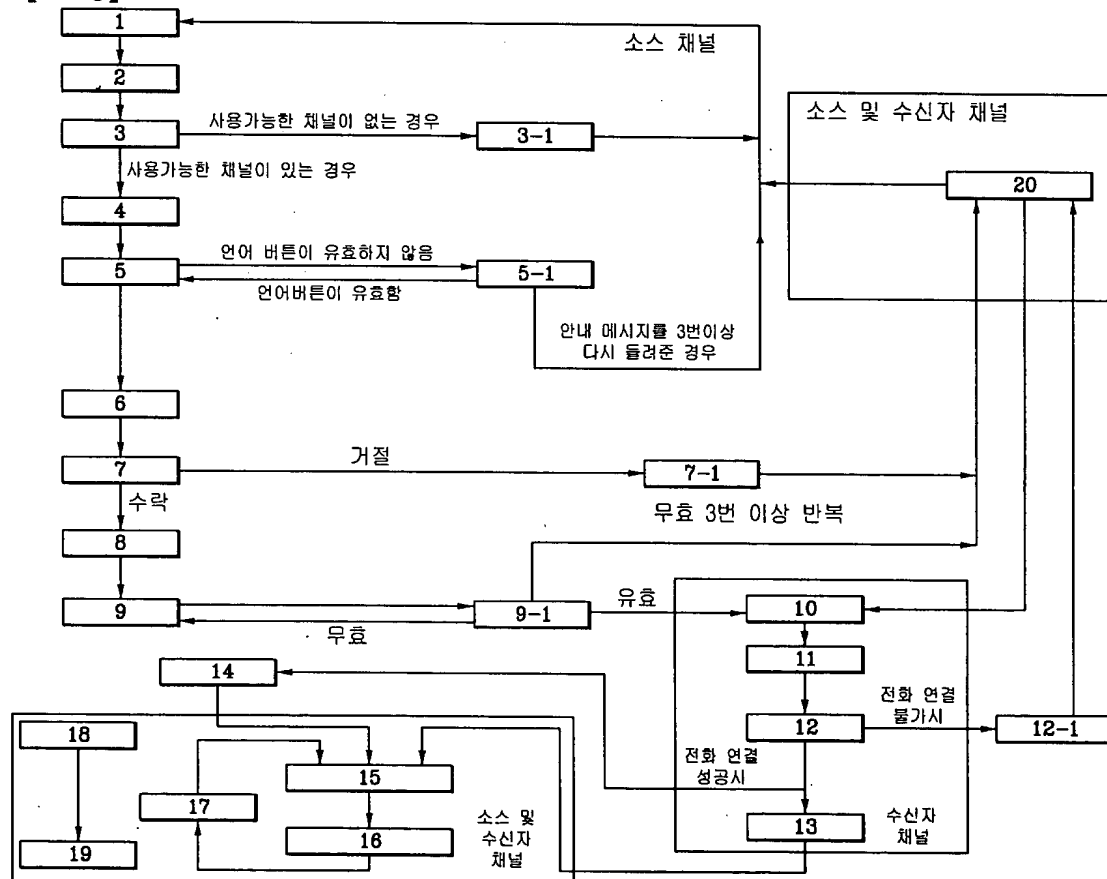 1
소스 채널
2
소스 및 수신자 채널
3
사용가능한 채널이 없는 경우
3-1
사용가능한 채널이 있는 경우
20
4
언어 버튼이 유효하지 않음
5
5-1
언어버튼이 유효함
안내 메시지를 3번이상
다시 들려준 경우
6
거절
7
7-1
수락
무효 3번 이상 반복
8
유효
9
9-1
10
무효
11
14
전화 연결
불가시
18
12
12-1
전화 연결
성공시
15
17
소스 및
수신자
채널
13
수신자
채널
16
19